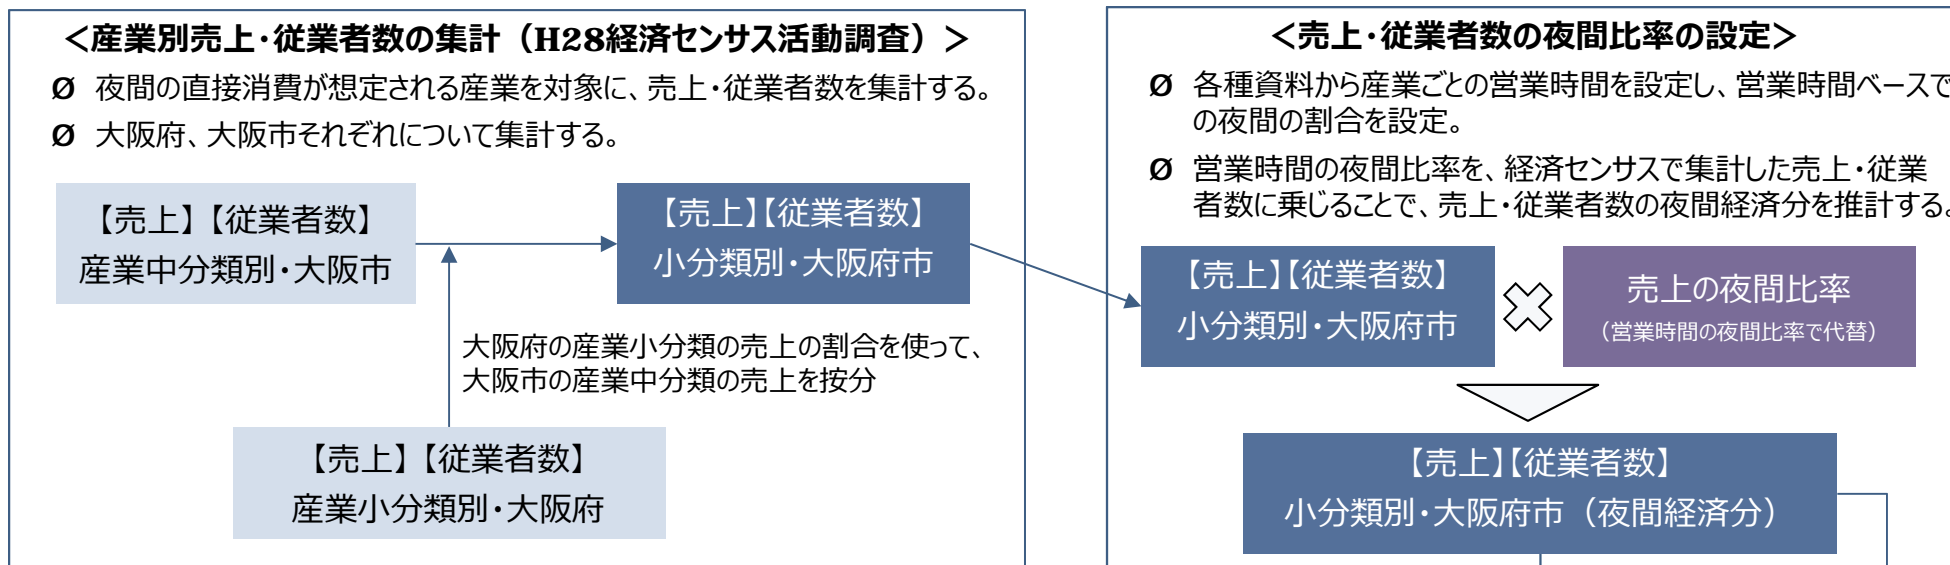 ＜産業別売上・従業者数の集計（H28経済センサス活動調査）＞
Ø 夜間の直接消費が想定される産業を対象に、売上・従業者数を集計する。
Ø 大阪府、大阪市それぞれについて集計する。
【売上】【従業者数】
産業中分類別・大阪市
【売上】【従業者数】
小分類別・大阪府市
大阪府の産業小分類の売上の割合を使って、
大阪市の産業中分類の売上を按分
【売上】【従業者数】
産業小分類別・大阪府
＜売上・従業者数の夜間比率の設定＞
Ø 各種資料から産業ごとの営業時間を設定し、営業時間ベースで
の夜間の割合を設定。
Ø 営業時間の夜間比率を、経済センサスで集計した売上・従業
者数に乗じることで、売上・従業者数の夜間経済分を推計する。
【売上】【従業者数】
小分類別・大阪府市
売上の夜間比率
（営業時間の夜間比率で代替）
【売上】【従業者数】
小分類別・大阪府市（夜間経済分）